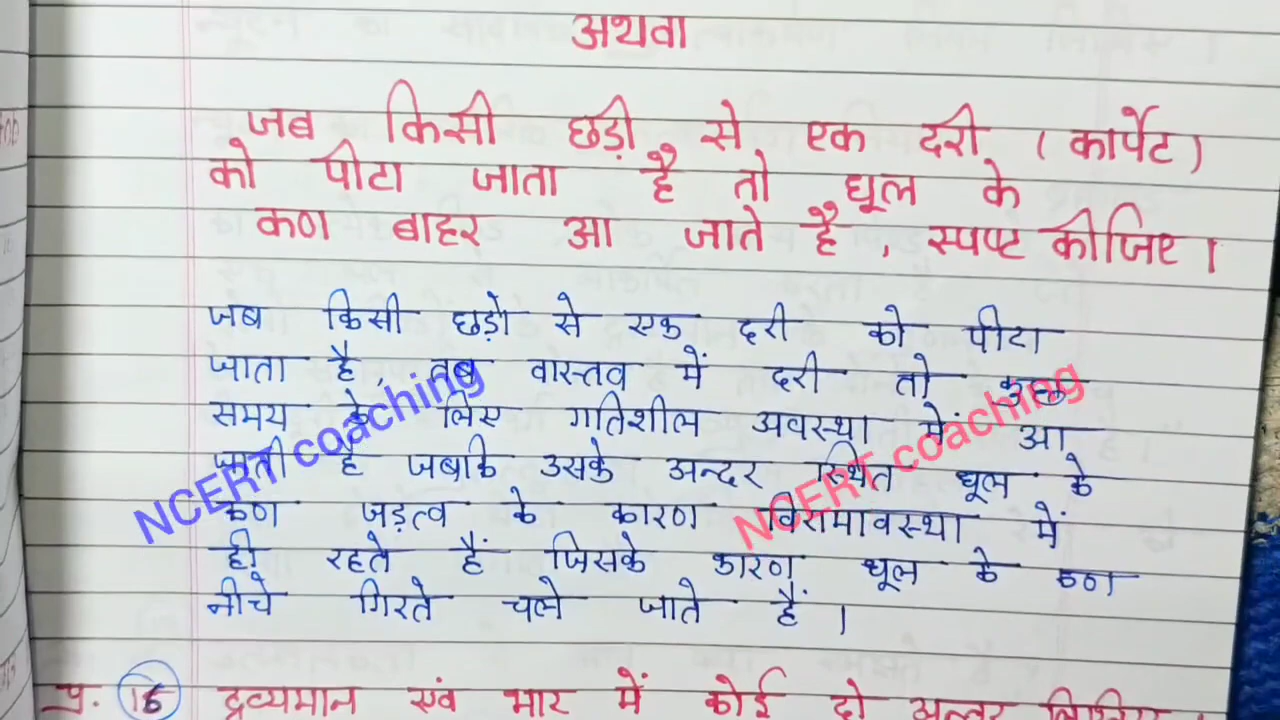 अथवा
जब किसी छड़ी से एक दरी (कार्पेट)
को पीटा जाता है तो धूल के
कण बाहर आ जाते है, स्पष्ट कीजिए।
जब किसी छड़ी से एक दरी को पीटा
जाता है, तब वास्तव में दरी तो कुछ
समय के लिए गतिशील अवस्था में आ
जाती है जबकि उसके अन्दर स्थित धूल के
कण जड़त्व के कारण विरामावस्था में
ही रहते हैं जिसके कारण धूल के कण
नीचे गिरते चले जाते हैं।
NCERT coaching
NCERT coaching
प्र. 16 द्रव्यमान एवं भार में कोई दो अन्तर